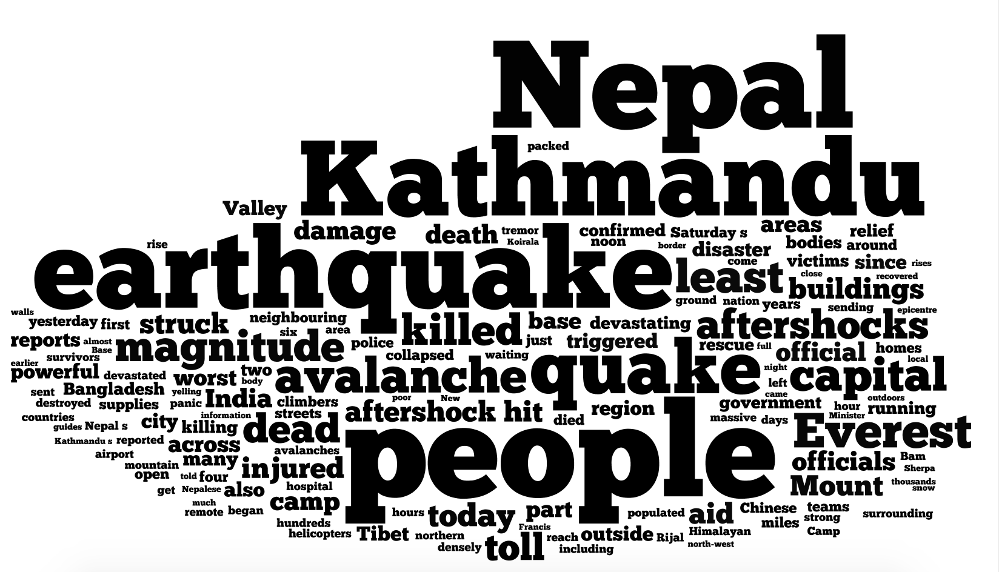 Nepal
packed
Kathmandu
Valley
damage death tremor confirmed Saturday s areas relief
Koirala noon border disaster bodies around
rise
earthquake
come victims since rises
least close recovered
buildings
ground nation years sending epicentre
walls
yesterday first struck neighbouring killed base devastating aftershocks
six area
reports almost magnitude police just triggered rescue full official homes
Base
survivors collapsed waiting local
earlier
powerful devastated worst two avalanche quake night capital
body
sent Bangladesh yelling left
came
destroyed supplies panic India climbers poor New government hour outdoors
running
countries information streets aftershock hit died region massive days Minister Everest
guides Nepal s city killing dead
Kathmandu s reported across people
airport avalanches officials Bam
mountain many injured Sherpa
open told four Mount thousands
snow
get Nepalese also hospital
much camp
remote began hours today part populated aid Chinese teams
strong surrounding
hundreds Francis miles
helicopters Tibet northern reach outside Rijal Himalayan Camp
densely toll including north-west